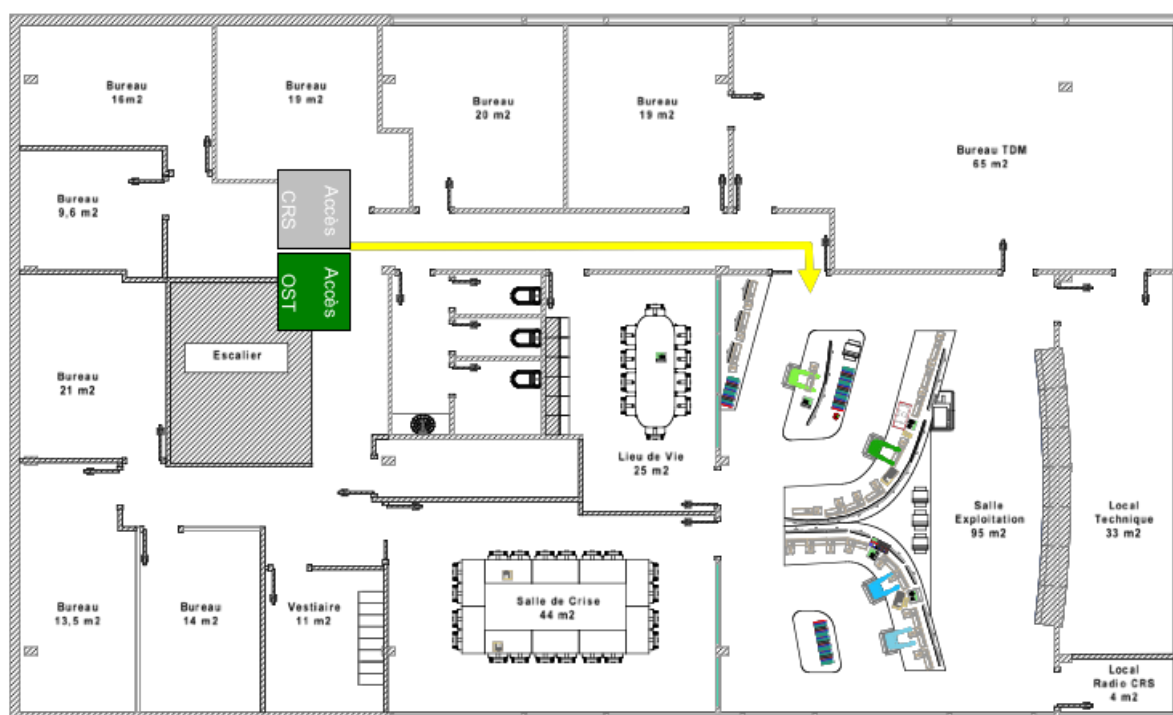 Bureau
16m2
Bureau
19 m2
Bureau
20 m2
Bureau
19 m2
Bureau TDM
65 m2
Bureau
9,6 m2
Accès
CRS
Accès
OST
Escalier
Bureau
21 m2
Lieu de Vie
25 m2
Salle
Exploitation
95 m2
Local
Technique
33 m2
Bureau
13,5 m2
Bureau
14 m2
Vestiaire
11 m2
Salle de Crise
44 m2
Local
Radio CRS
4 m2